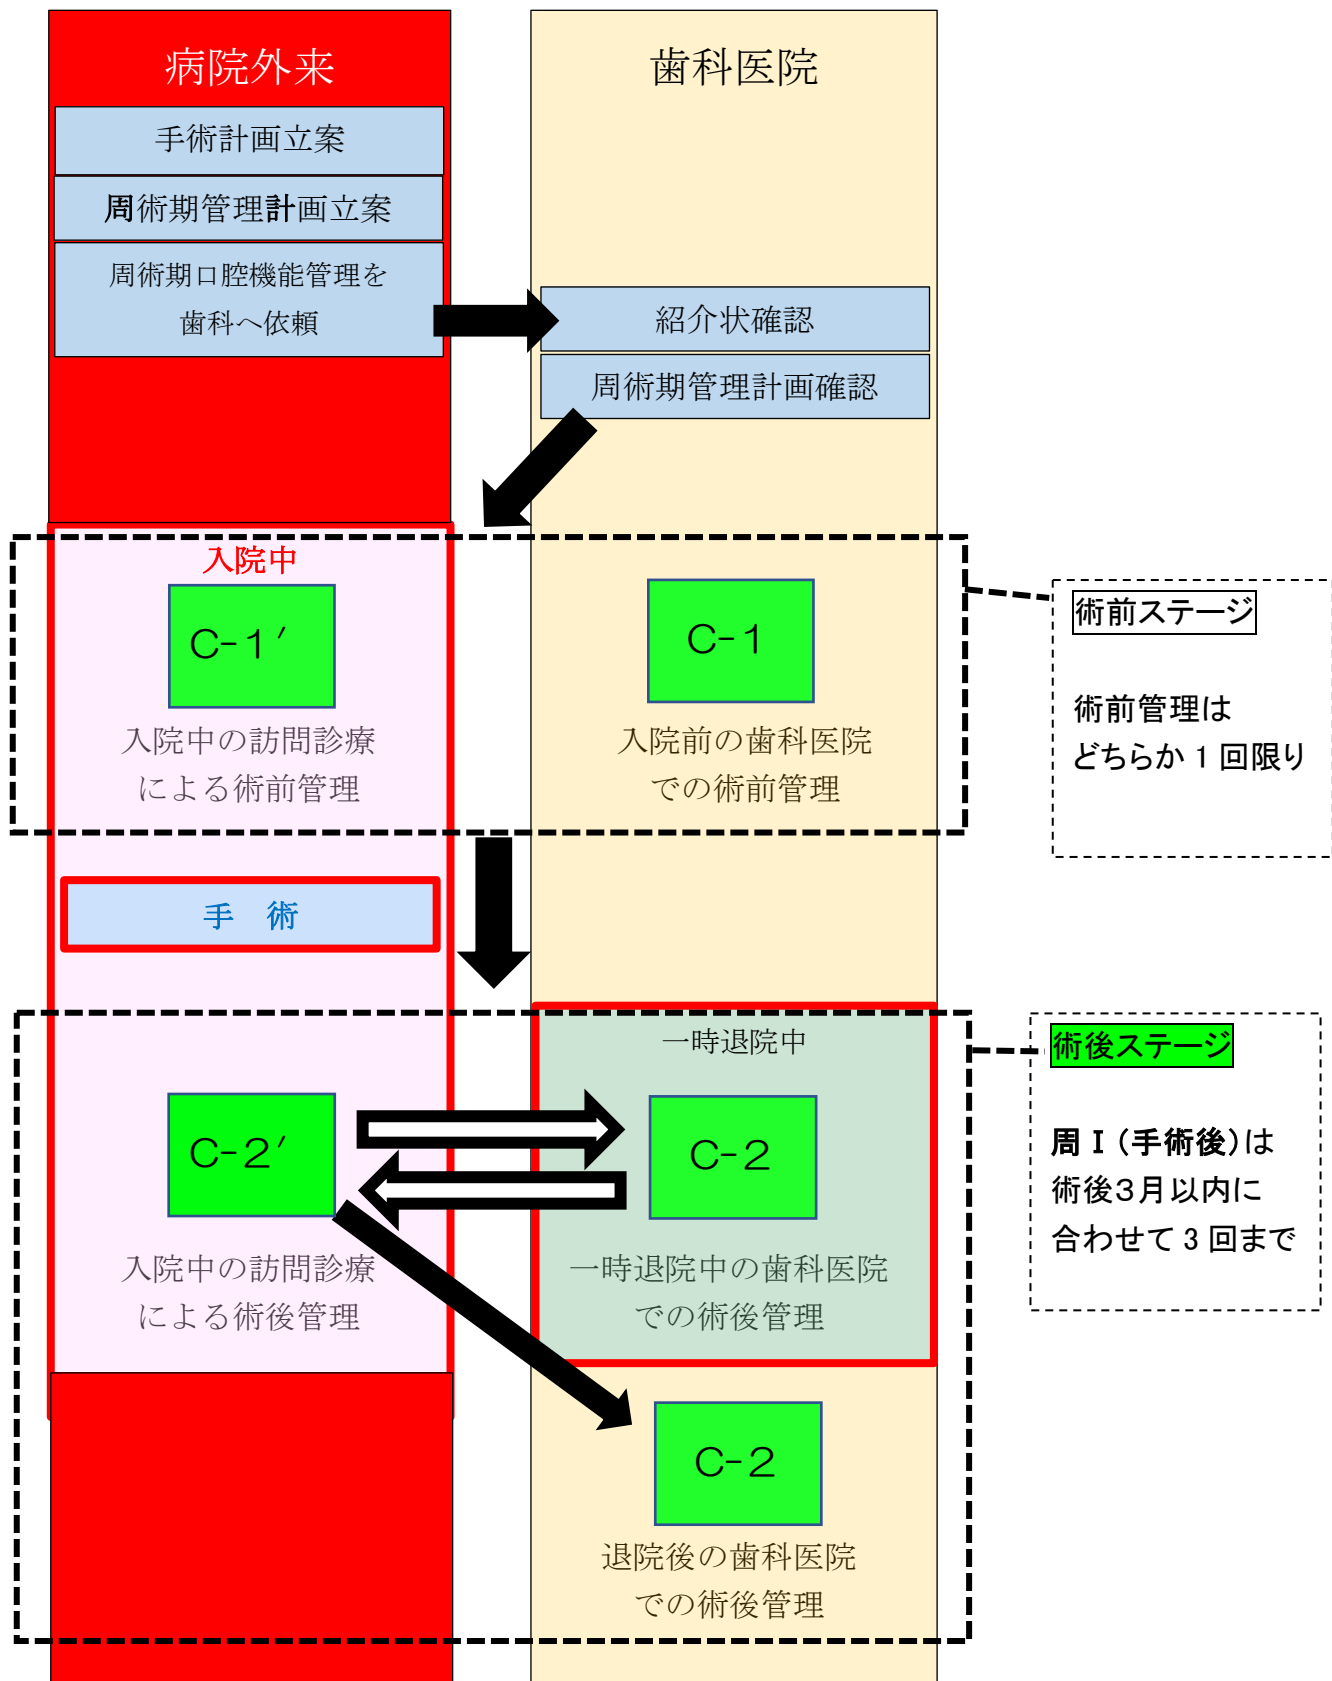 病院外来
手術計画立案
周術期管理計画立案
周術期口腔機能管理を
歯科へ依頼
歯科医院
紹介状確認
周術期管理計画確認
入院中
C-1′
入院中の訪問診療
による術前管理
C-1
入院前の歯科医院
での術前管理
術前ステージ
術前管理は
どちらか1回限り
手　術
C-2′
入院中の訪問診療
による術後管理
一時退院中
C-2
一時退院中の歯科医院
での術後管理
C-2
退院後の歯科医院
での術後管理
術後ステージ
周Ⅰ(手術後)は
術後3月以内に
合わせて3回まで